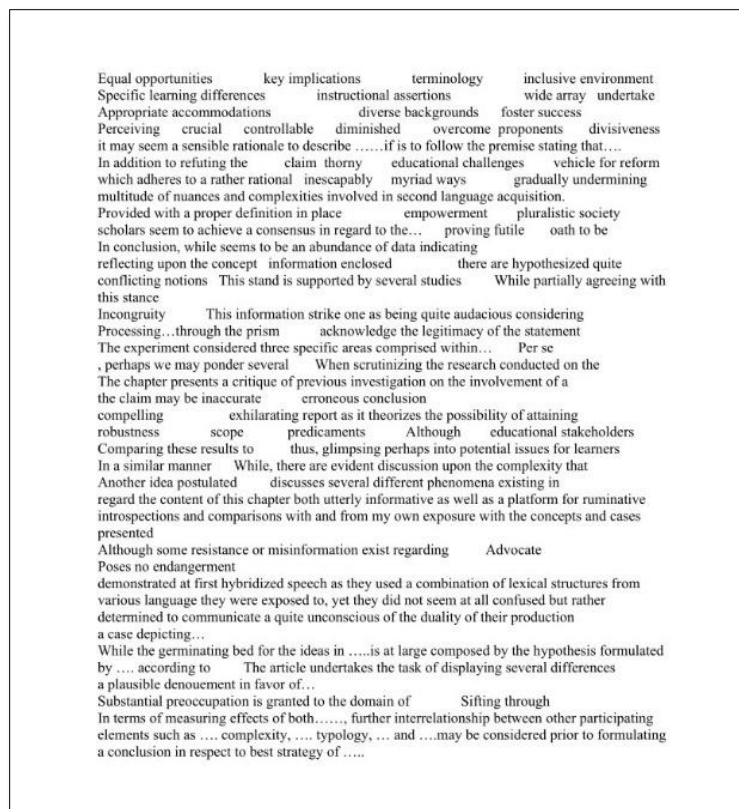 Equal opportunities key implications terminology inclusive environment
Specific learning differences instructional assertions wide array undertake
Appropriate accommodations diverse backgrounds foster success
Perceiving crucial controllable diminished overcome proponents divisiveness
it may seem a sensible rationale to describe ……if is to follow the premise stating that….
In addition to refuting the claim thorny educational challenges vehicle for reform
which adheres to a rather rational inescapably myriad ways gradually undermining
multitude of nuances and complexities involved in second language acquisition.
Provided with a proper definition in place empowerment pluralistic society
scholars seem to achieve a consensus in regard to the… proving futile oath to be
In conclusion, while seems to be an abundance of data indicating
reflecting upon the concept information enclosed there are hypothesized quite
conflicting notions This stand is supported by several studies While partially agreeing with
this stance
Incongruity This information strike one as being quite audacious considering
Processing…through the prism acknowledge the legitimacy of the statement
The experiment considered three specific areas comprised within… Per se
, perhaps we may ponder several When scrutinizing the research conducted on the
The chapter presents a critique of previous investigation on the involvement of a
the claim may be inaccurate erroneous conclusion
compelling exhilarating report as it theorizes the possibility of attaining
robustness scope predicaments Although educational stakeholders
Comparing these results to thus, glimpsing perhaps into potential issues for learners
In a similar manner While, there are evident discussion upon the complexity that
Another idea postulated discusses several different phenomena existing in
regard the content of this chapter both utterly informative as well as a platform for ruminative
introspections and comparisons with and from my own exposure with the concepts and cases
presented
Although some resistance or misinformation exist regarding Advocate
Poses no endangerment
demonstrated at first hybridized speech as they used a combination of lexical structures from
various language they were exposed to, yet they did not seem at all confused but rather
determined to communicate a quite unconscious of the duality of their production
a case depicting…
While the germinating bed for the ideas in …..is at large composed by the hypothesis formulated
by …. according to The article undertakes the task of displaying several differences
a plausible denouement in favor of…
Substantial preoccupation is granted to the domain of Sifting through
In terms of measuring effects of both……, further interrelationship between other participating
elements such as …. complexity, …. typology, … and ….may be considered prior to formulating
a conclusion in respect to best strategy of …..